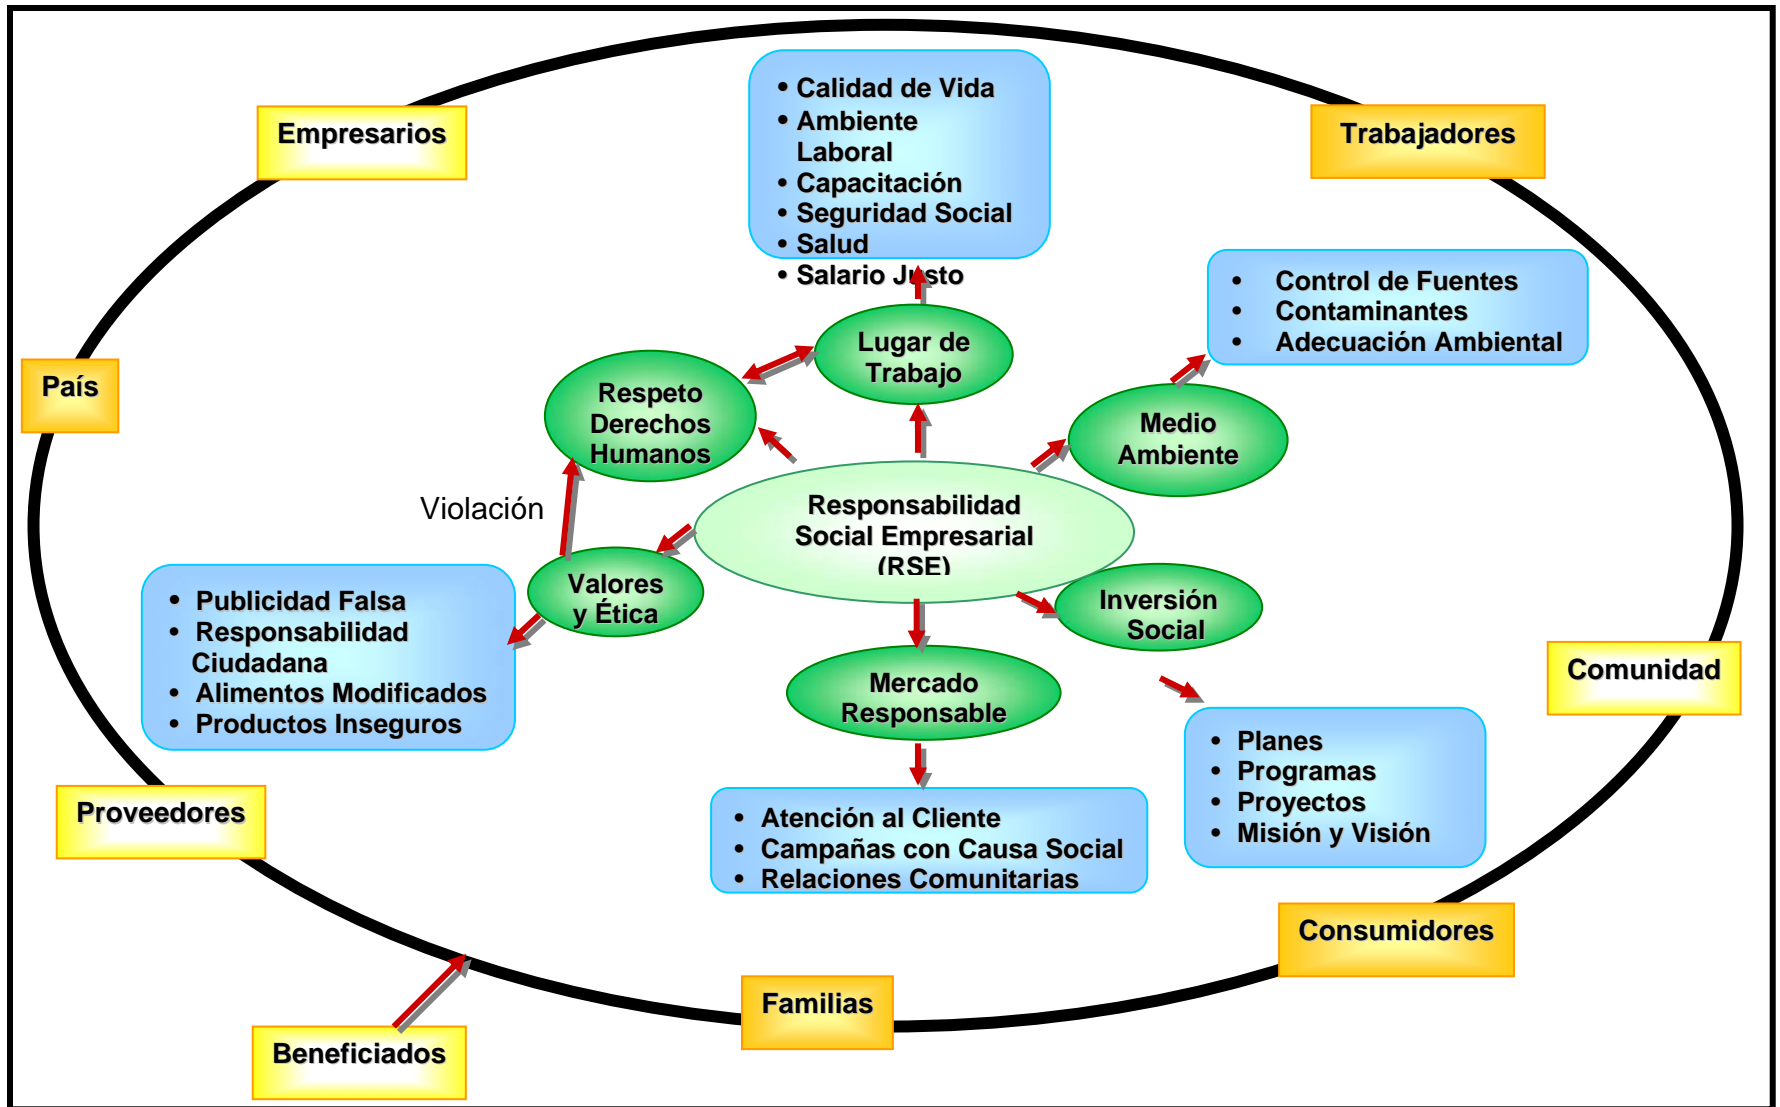 • Calidad de Vida
• Ambiente
Laboral
• Capacitación
• Seguridad Social
• Salud
• Salario Justo
Empresarios
Trabajadores
• Control de Fuentes
• Contaminantes
• Adecuación Ambiental
Lugar de
Trabajo
País
Respeto
Derechos
Humanos
Medio
Ambiente
Violación
Responsabilidad
Social Empresarial
(RSE)
Valores
y Ética
Inversión
Social
• Publicidad Falsa
• Responsabilidad
Ciudadana
• Alimentos Modificados
• Productos Inseguros
Comunidad
Mercado
Responsable
• Planes
• Programas
• Proyectos
• Misión y Visión
Proveedores
• Atención al Cliente
• Campañas con Causa Social
• Relaciones Comunitarias
Consumidores
Familias
Beneficiados